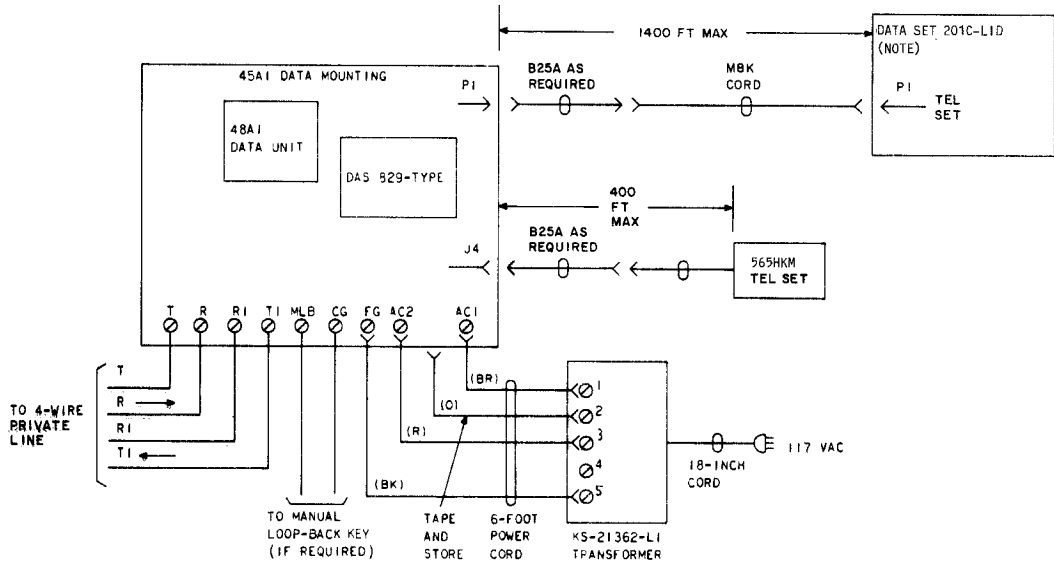 1400 FT MAX
DATA SET 201C-L1D
(NOTE)
45A1 DATA MOUNTING
B25A AS
REQUIRED
M8K
CORD
P1
P1
TEL
SET
48A1
DATA UNIT
DAS 829-TYPE
400
FT
MAX
B25A AS
REQUIRED
J4
565HKM
TEL SET
T
R
R1
T1
MLB
CG
FG
AC2
AC1
T
R
R1
T1
TO 4-WIRE
PRIVATE
LINE
(BR)
(O)
(R)
(BK)
1
2
3
4
5
18-INCH
CORD
117 VAC
TO MANUAL
LOOP-BACK KEY
(IF REQUIRED)
TAPE
AND
STORE
6-FOOT
POWER
CORD
KS-21362-L1
TRANSFORMER